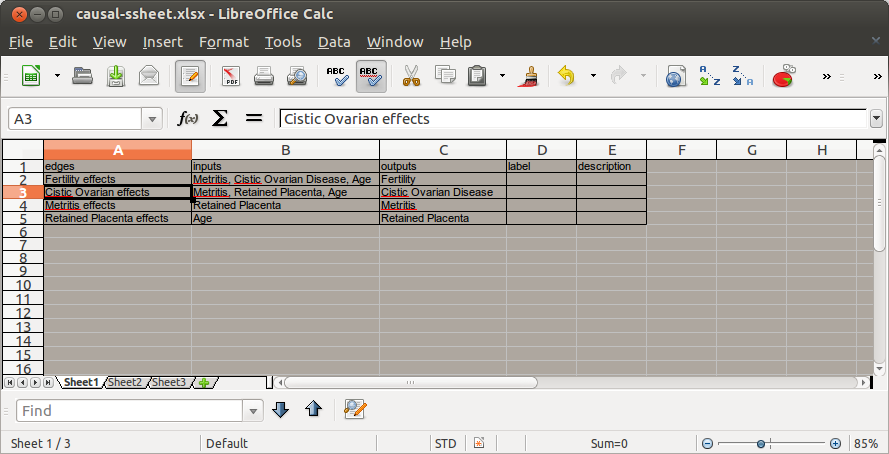 causal-ssheet.xlsx - LibreOffice Calc
File Edit View Insert Format Tools Data Window Help
PDF ABC ABC A Z Z A » »
A3 f(x) Σ = Cistic Ovarian effects
A B C D E F G H
1 edges inputs outputs label description
2 Fertility effects Metritis, Cistic Ovarian Disease, Age Fertility
3 Cistic Ovarian effects Metritis, Retained Placenta, Age Cistic Ovarian Disease
4 Metritis effects Retained Placenta Metritis
5 Retained Placenta effects Age Retained Placenta
6
7
8
9
10
11
12
13
14
15
16
Sheet1 Sheet2 Sheet3
Find
Sheet 1 / 3 Default STD Sum=0 85%